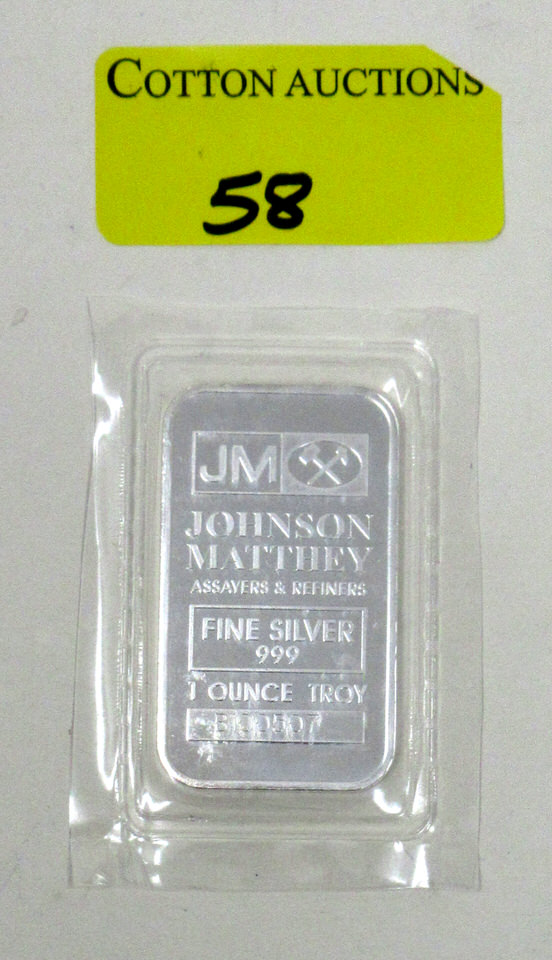 COTTON AUCTIONS
58
JM
JOHNSON
MATTHEY
ASSAYERS & REFINERS
FINE SILVER
999
1 OUNCE TROY